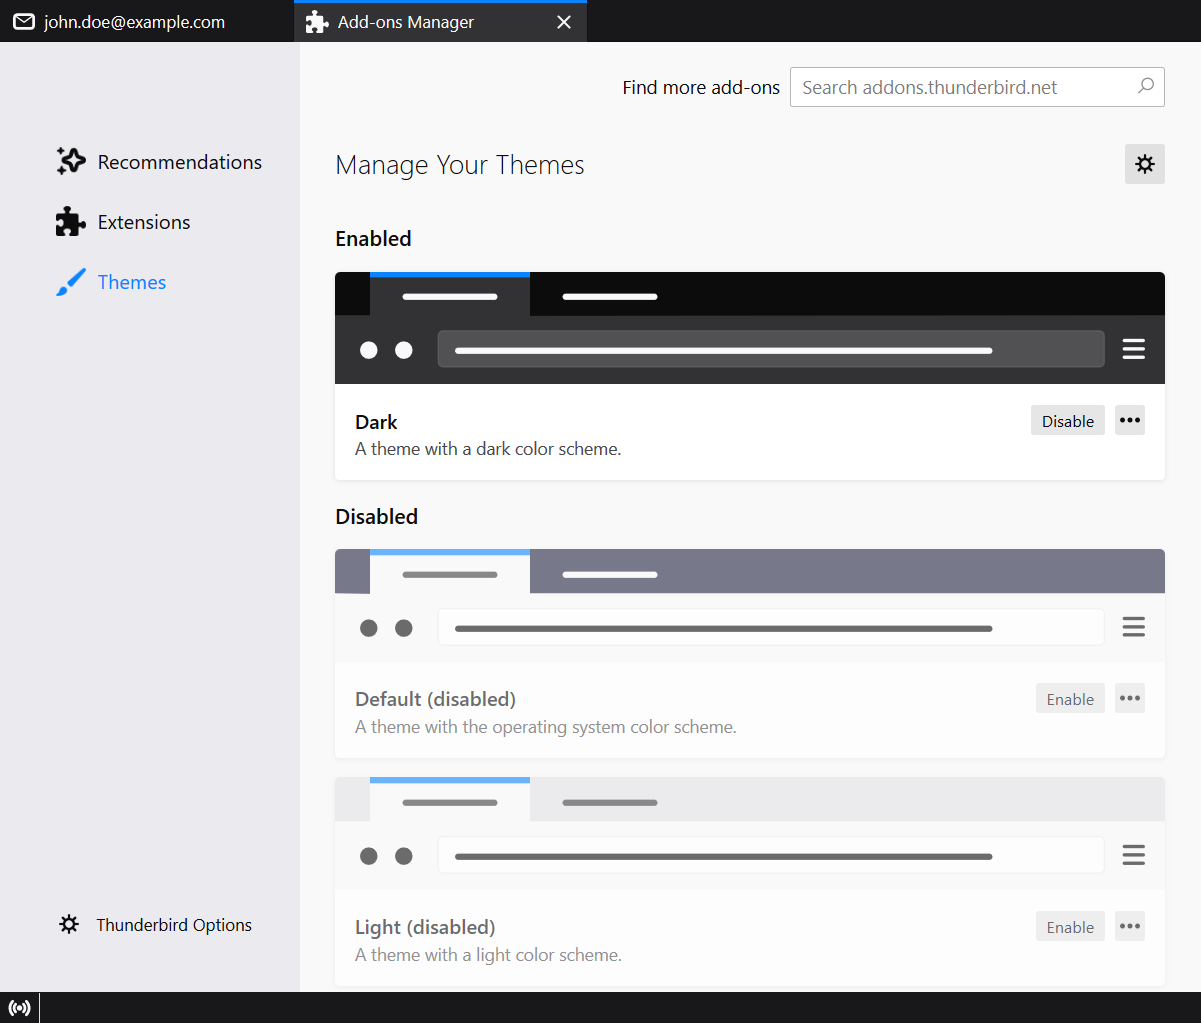 john.doe@example.com
Add-ons Manager
Find more add-ons
Search addons.thunderbird.net
Recommendations
Extensions
Themes
Thunderbird Options
Manage Your Themes
Enabled
Dark
A theme with a dark color scheme.
Disable
Disabled
Default (disabled)
A theme with the operating system color scheme.
Enable
Light (disabled)
A theme with a light color scheme.
Enable